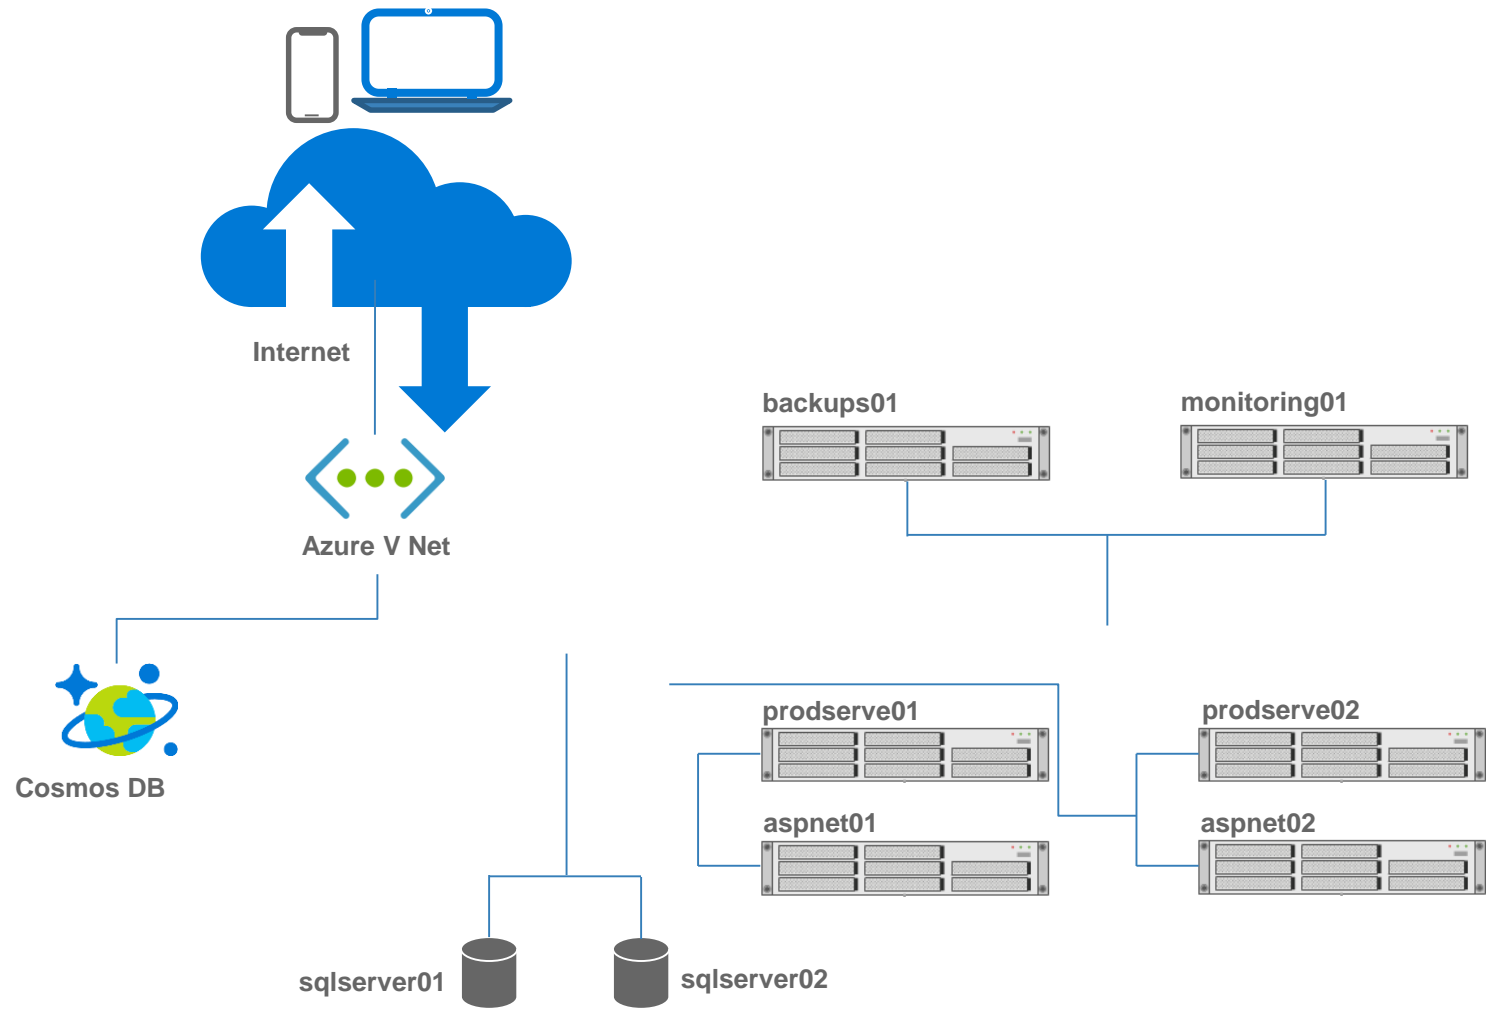 Internet
backups01
monitoring01
Azure V Net
prodserve01
prodserve02
Cosmos DB
aspnet01
aspnet02
sqlserver01
sqlserver02